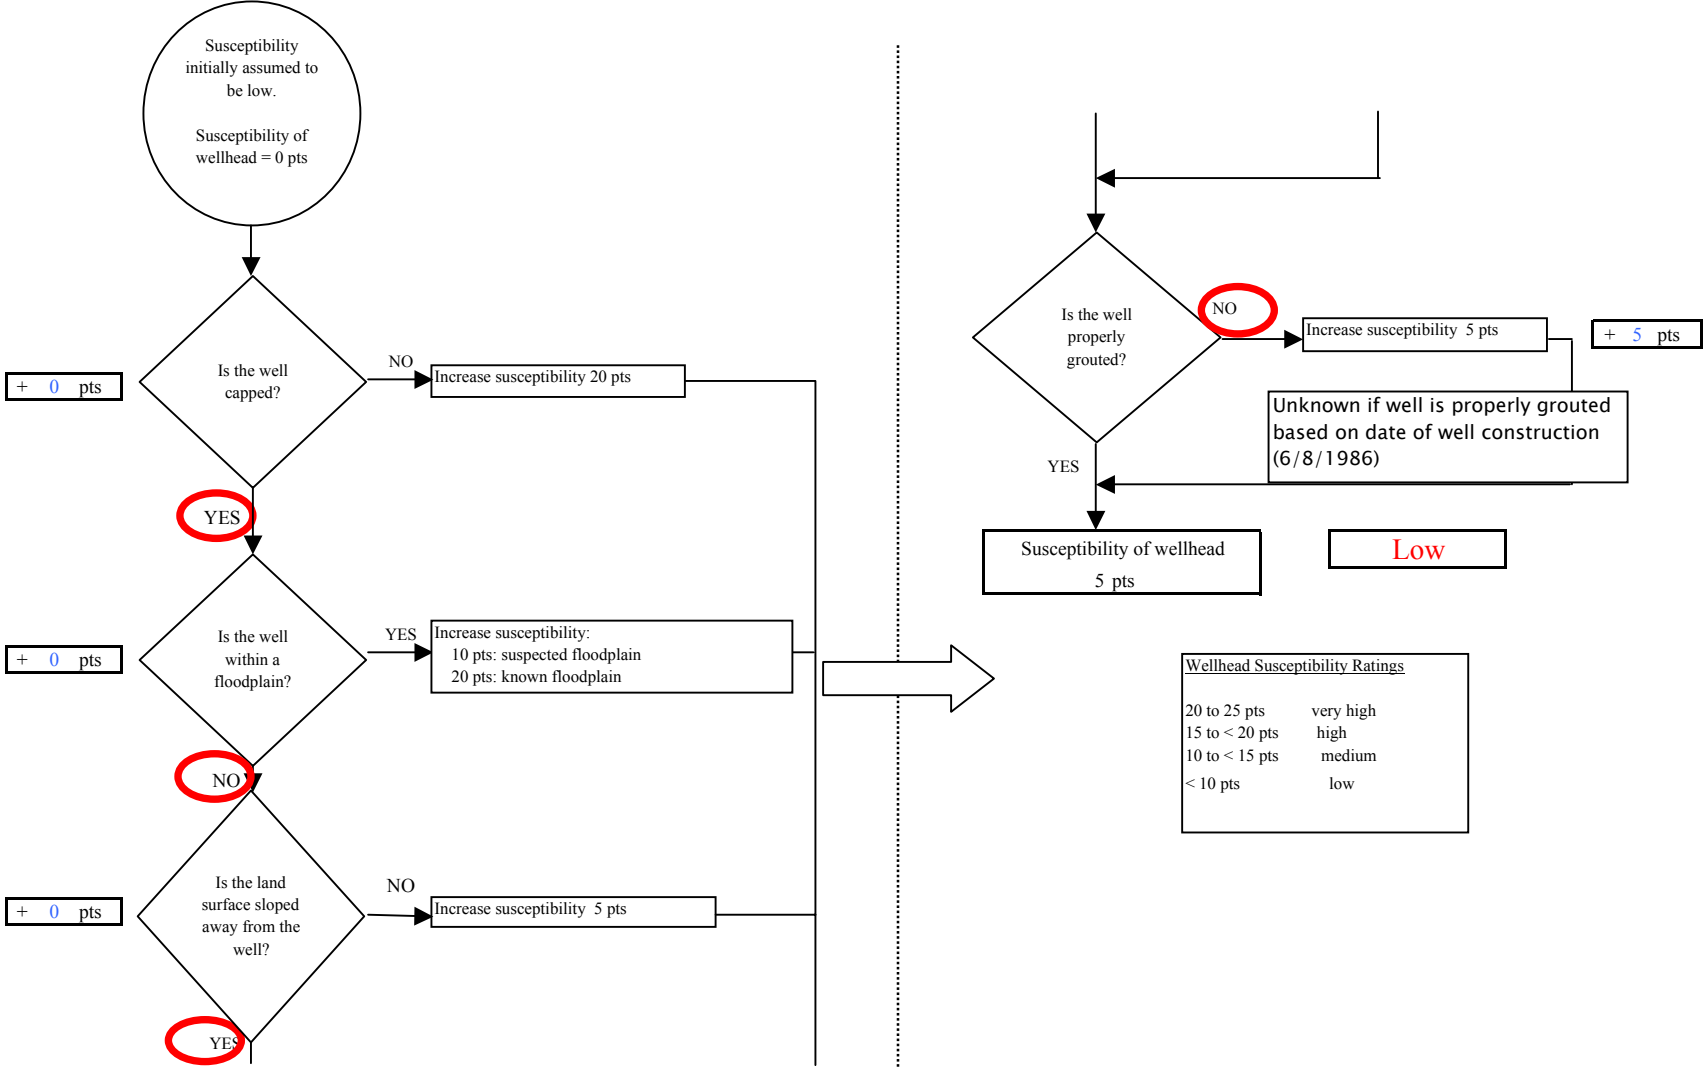 Susceptibility
initially assumed to
be low.
Susceptibility of
wellhead = 0 pts
Is the well
capped?
NO
Increase susceptibility 20 pts
+ 0 pts
YES
Is the well
within a
floodplain?
YES
Increase susceptibility:
10 pts: suspected floodplain
20 pts: known floodplain
+ 0 pts
NO
Is the land
surface sloped
away from the
well?
NO
Increase susceptibility 5 pts
+ 0 pts
YES
Is the well
properly
grouted?
NO
Increase susceptibility 5 pts
+ 5 pts
Unknown if well is properly grouted
based on date of well construction
(6/8/1986)
YES
Susceptibility of wellhead
5 pts
Low
Wellhead Susceptibility Ratings
20 to 25 pts very high
15 to < 20 pts high
10 to < 15 pts medium
< 10 pts low